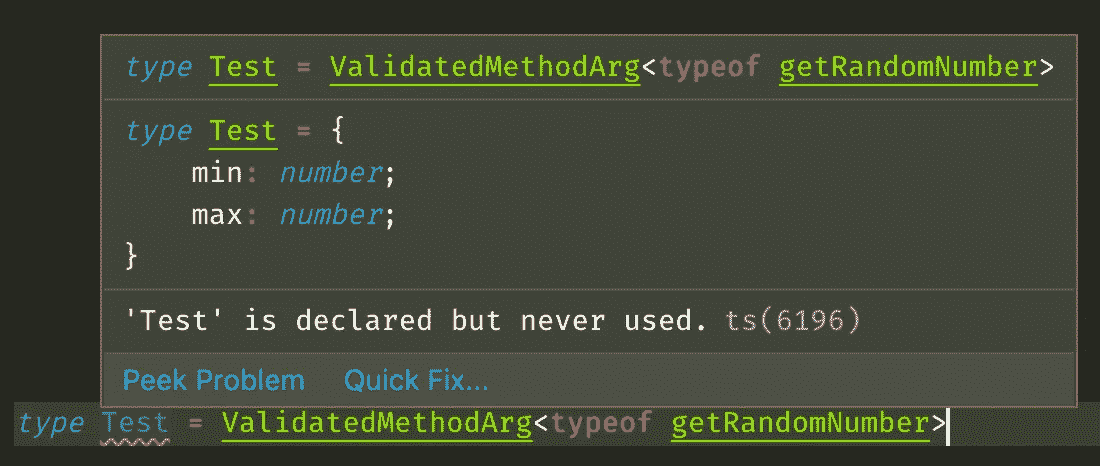 type Test = ValidatedMethodArg<typeof getRandomNumber>
type Test = {
    min: number;
    max: number;
}
'Test' is declared but never used. ts(6196)
Peek Problem Quick Fix...
type Test = ValidatedMethodArg<typeof getRandomNumber>